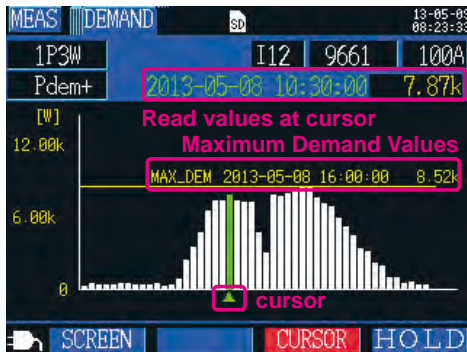 MEAS DEMAND SD 13-05-09
08:23:33
1P3W I12 9661 100A
Pdem+ 2013-05-08 10:30:00 7.87k
[W] Read values at cursor
12.00k Maximum Demand Values
MAX_DEM 2013-05-08 16:00:00 8.52k
6.00k
0
cursor
SCREEN CURSOR HOLD